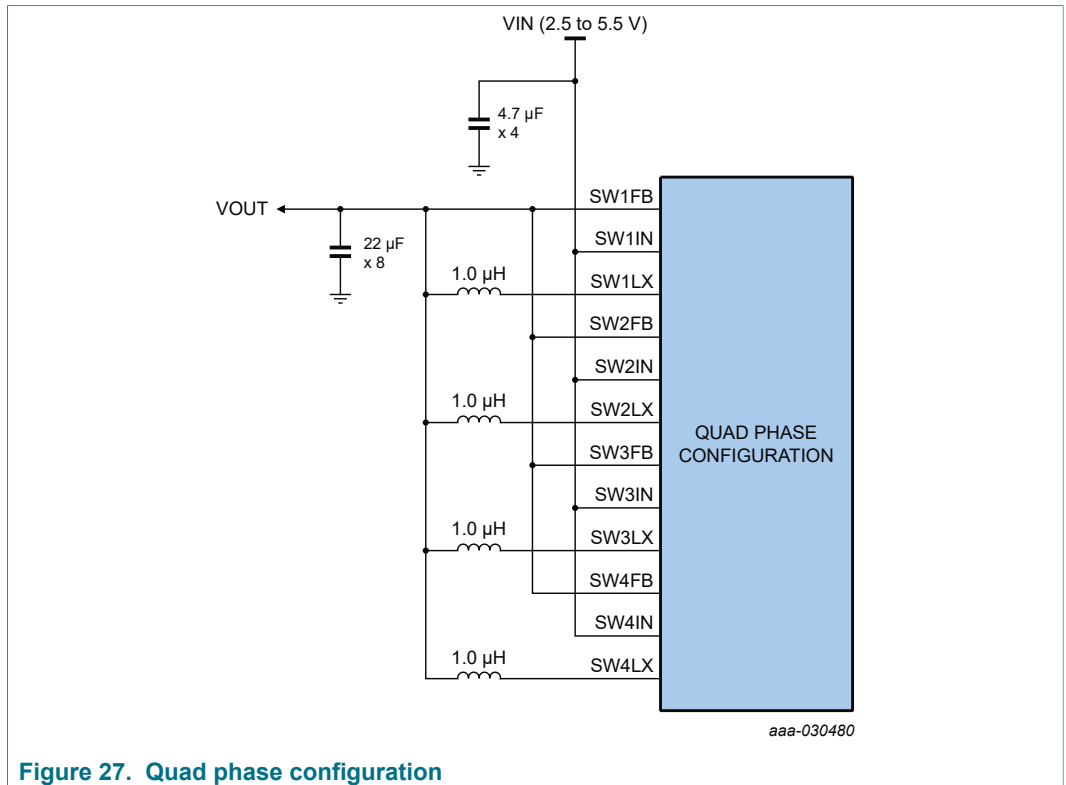 VIN (2.5 to 5.5 V)
4.7 µF
x 4
VOUT
22 µF
x 8
SW1FB
SW1IN
1.0 µH
SW1LX
SW2FB
SW2IN
1.0 µH
SW2LX
SW3FB
SW3IN
1.0 µH
SW3LX
SW4FB
SW4IN
1.0 µH
SW4LX
QUAD PHASE
CONFIGURATION
aaa-030480
Figure 27. Quad phase configuration